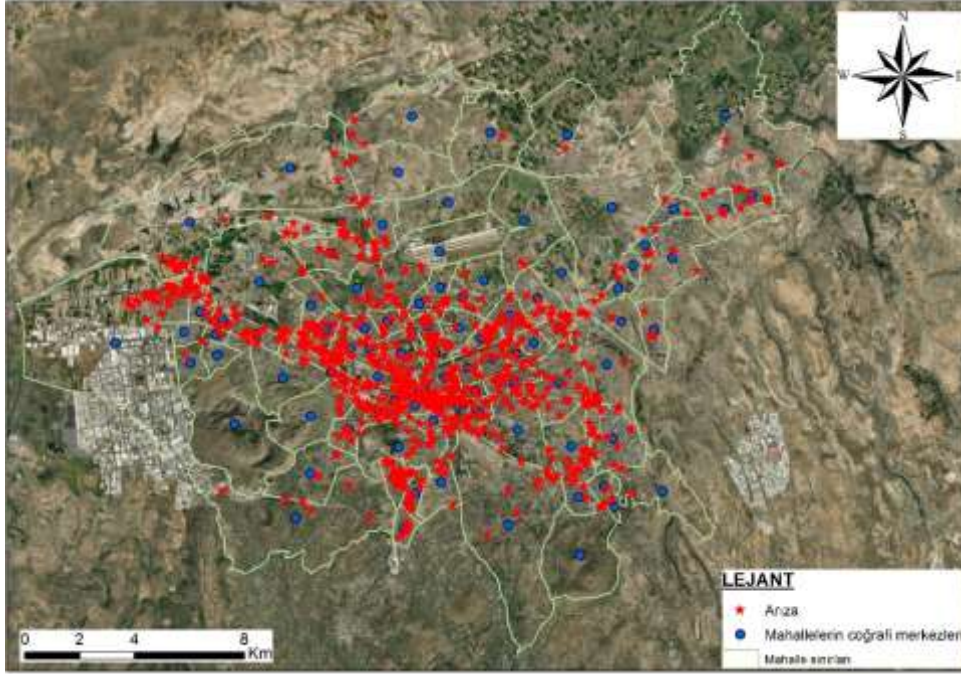 N
W E
S
LEJANT
Arıza
Mahallelerin coğrafi merkezleri
Mahalle sınırları
0 2 4 8
Km